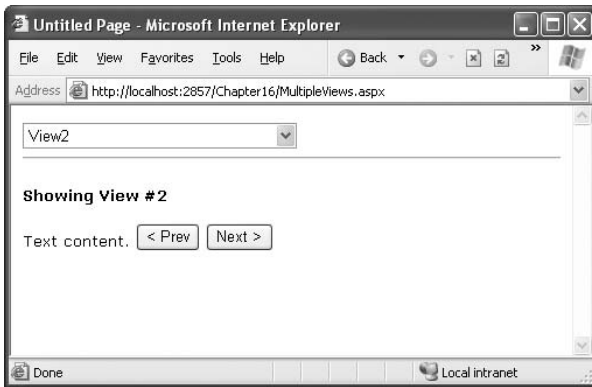 Untitled Page - Microsoft Internet Explorer
File Edit View Favorites Tools Help Back »
Address http://localhost:2857/Chapter16/MultipleViews.aspx
View2
Showing View #2
Text content. < Prev Next >
Done Local intranet